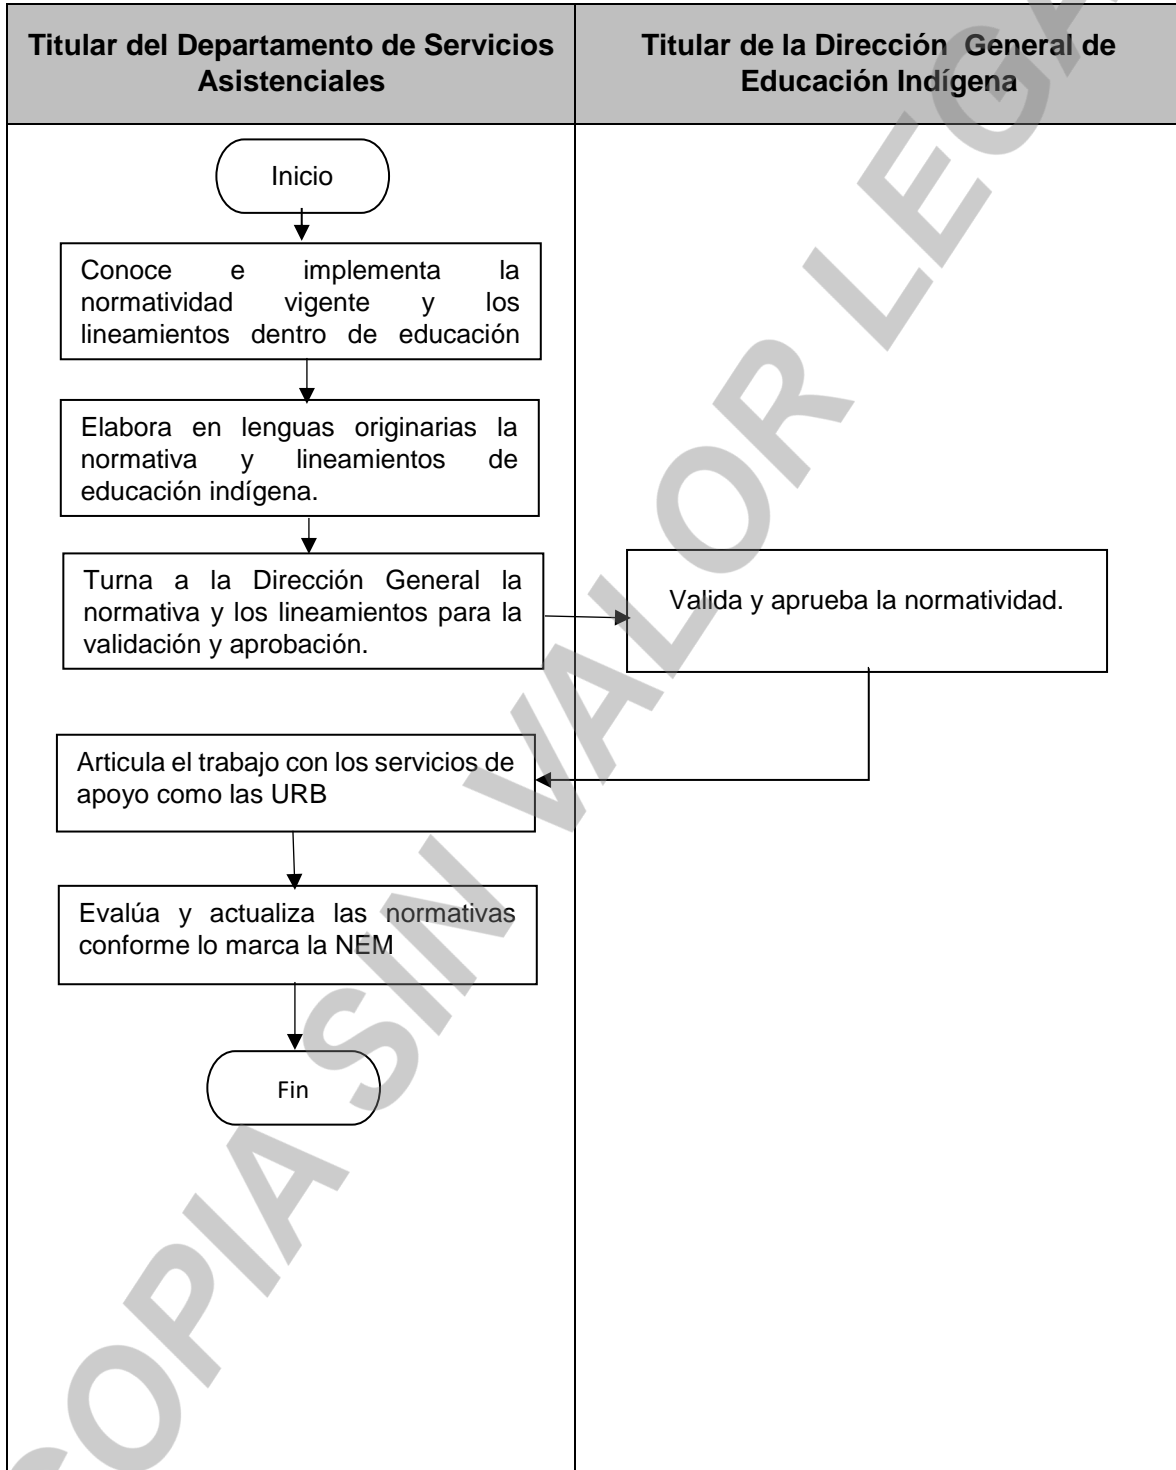 Titular del Departamento de Servicios
Asistenciales
Titular de la Dirección General de
Educación Indígena
Inicio
Conoce e implementa la
normatividad vigente y los
lineamientos dentro de educación
Elabora en lenguas originarias la
normativa y lineamientos de
educación indígena.
Turna a la Dirección General la
normativa y los lineamientos para la
validación y aprobación.
Valida y aprueba la normatividad.
Articula el trabajo con los servicios de
apoyo como las URB
Evalúa y actualiza las normativas
conforme lo marca la NEM
Fin
COPIA SIN VALOR LEGAL